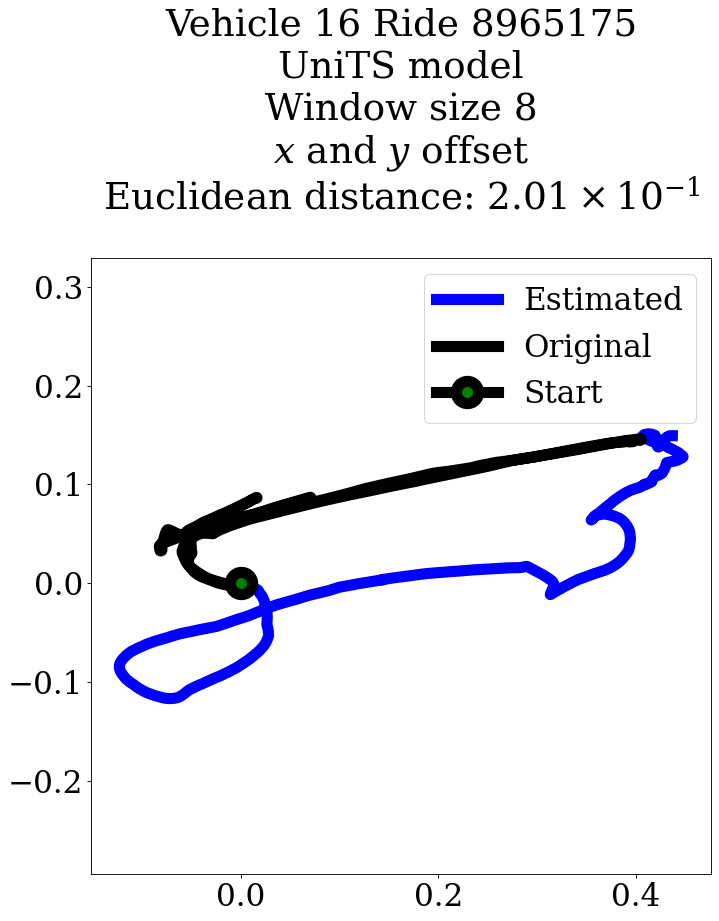 Vehicle 16 Ride 8965175
UniTS model
Window size 8
x and y offset
Euclidean distance: 2.01 × 10⁻¹
Estimated
Original
Start
0.3
0.2
0.1
0.0
−0.1
−0.2
0.0 0.2 0.4